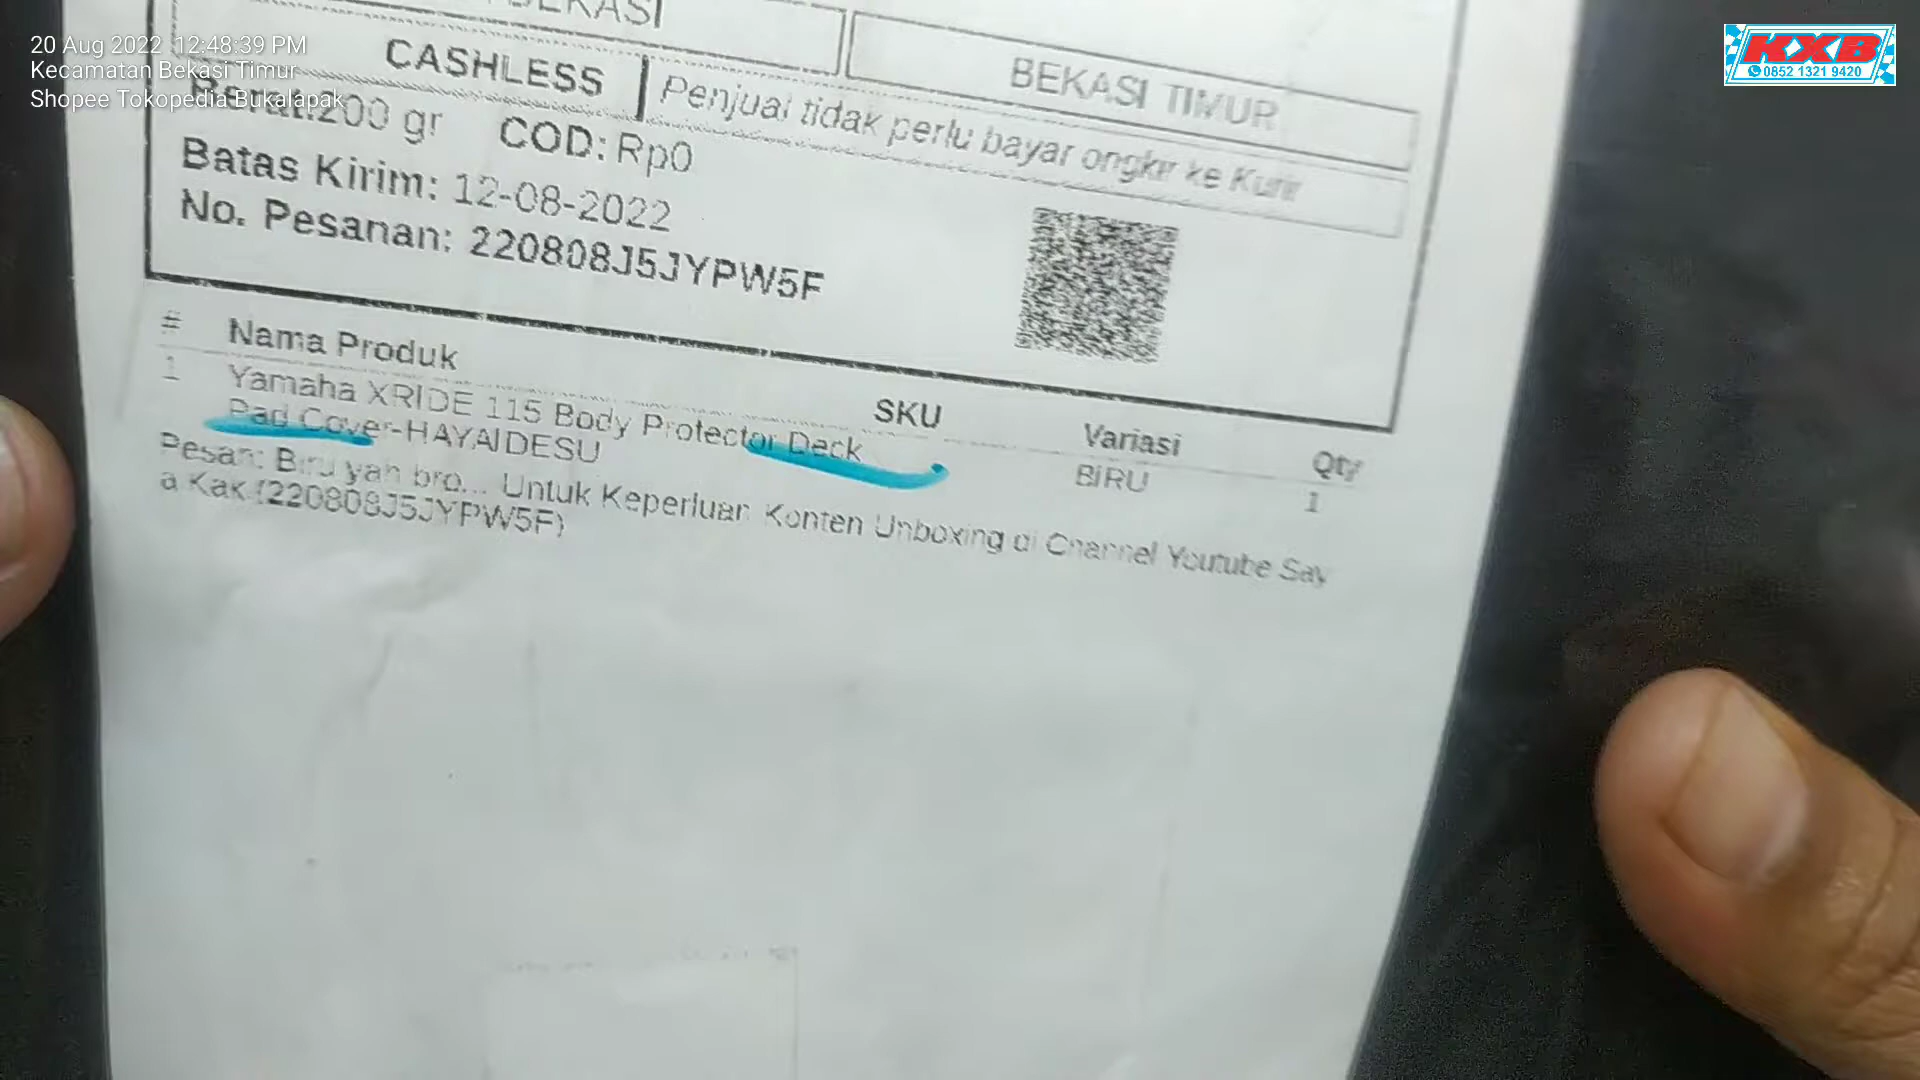 20 Aug 2022 12:48:39 PM
Kecamatan Bekasi Timur
Shopee Tokopedia Bukalapak
KXB
0852 1321 9420
BEKASI
CASHLESS
Penjual tidak perlu bayar ongkir ke Kurir
BEKASI TIMUR
Berat:200 gr COD: Rp0
Batas Kirim: 12-08-2022
No. Pesanan: 220808J5JYPW5F
# Nama Produk SKU Variasi Qty
1 Yamaha XRIDE 115 Body Protector Deck BIRU 1
Pad Cover-HAYAIDESU
Pesan: Biru yah bro... Untuk Keperluan Konten Unboxing di Channel Youtube Say
a Kak (220808J5JYPW5F)